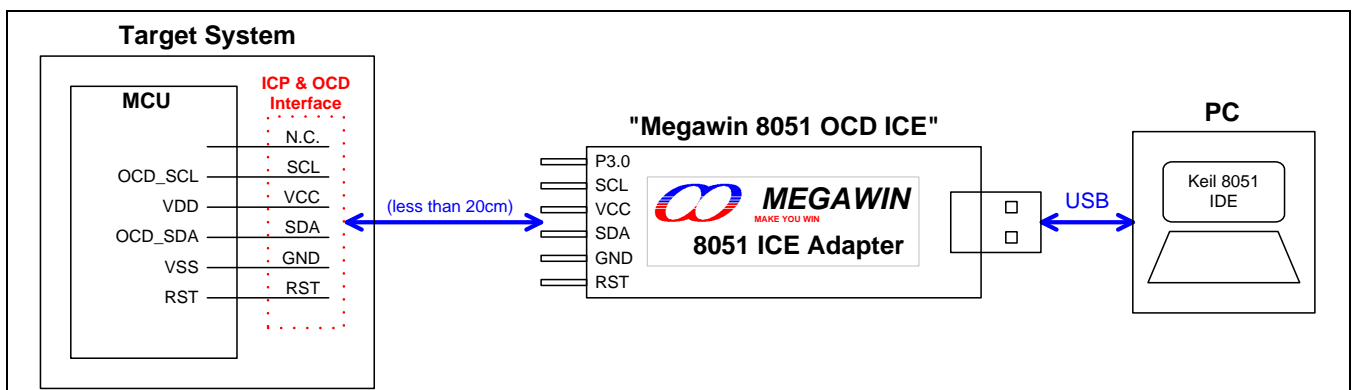 Target System
ICP & OCD
Interface
MCU
N.C.
OCD_SCL
SCL
VDD
VCC
OCD_SDA
SDA
VSS
GND
RST
RST
(less than 20cm)
"Megawin 8051 OCD ICE"
P3.0
SCL
VCC
SDA
GND
RST
MEGAWIN
MAKE YOU WIN
8051 ICE Adapter
USB
PC
Keil 8051
IDE